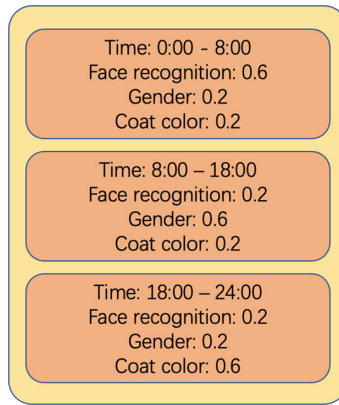 Time: 0:00 - 8:00
Face recognition: 0.6
Gender: 0.2
Coat color: 0.2
Time: 8:00 – 18:00
Face recognition: 0.2
Gender: 0.6
Coat color: 0.2
Time: 18:00 – 24:00
Face recognition: 0.2
Gender: 0.2
Coat color: 0.6